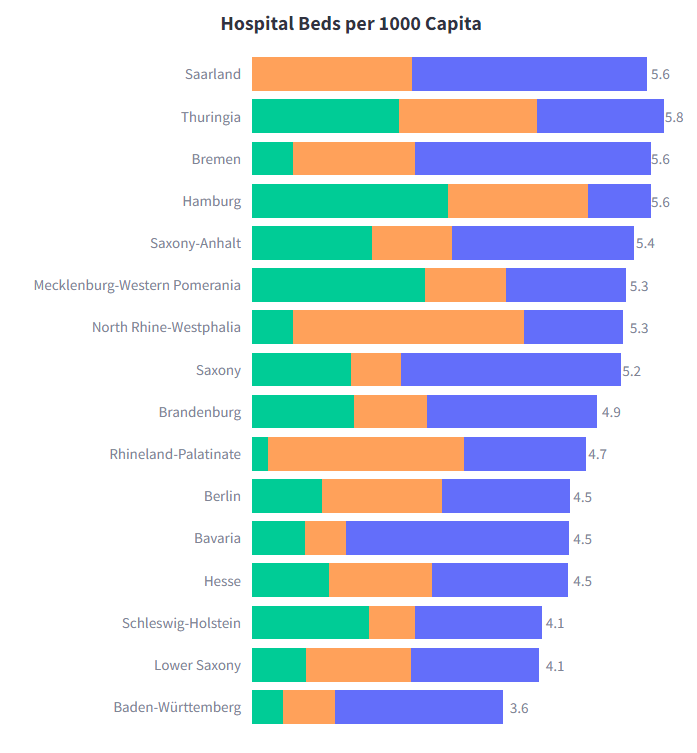 Hospital Beds per 1000 Capita
Saarland 5.6
Thuringia 5.8
Bremen 5.6
Hamburg 5.6
Saxony-Anhalt 5.4
Mecklenburg-Western Pomerania 5.3
North Rhine-Westphalia 5.3
Saxony 5.2
Brandenburg 4.9
Rhineland-Palatinate 4.7
Berlin 4.5
Bavaria 4.5
Hesse 4.5
Schleswig-Holstein 4.1
Lower Saxony 4.1
Baden-Württemberg 3.6